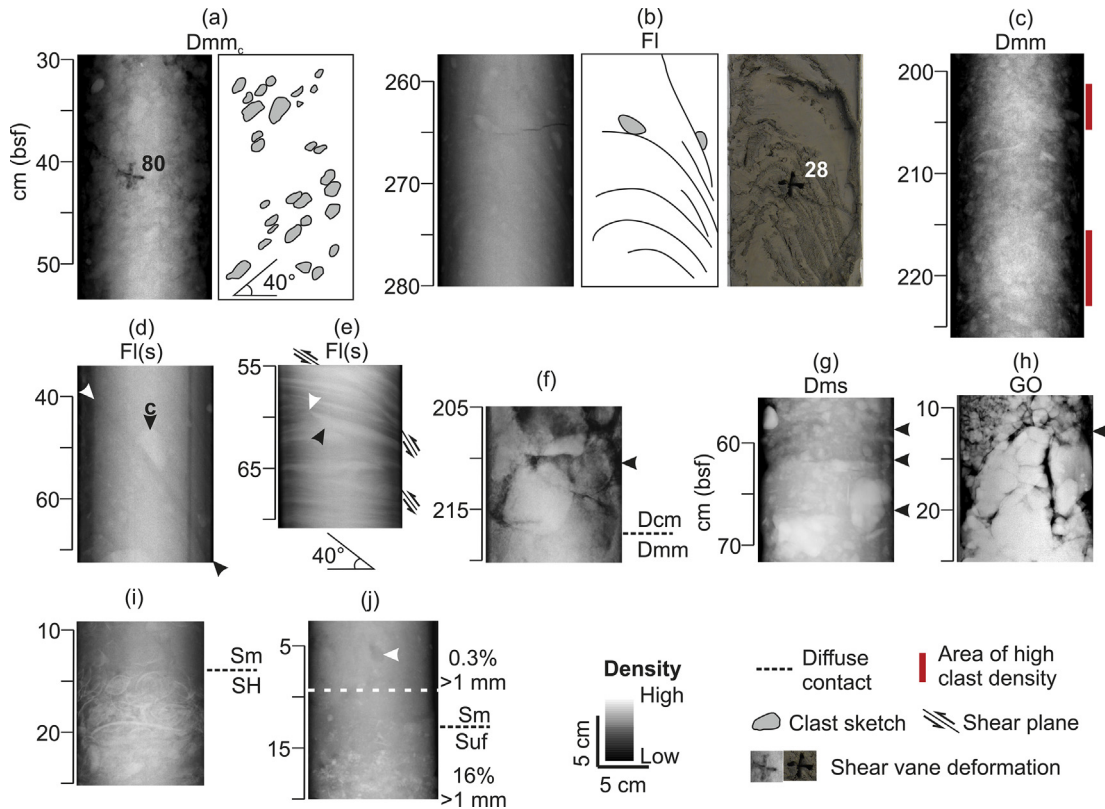 (a)
Dmmc
30
40
50
cm (bsf)
80
40°
(b)
Fl
260
270
280
28
(c)
Dmm
200
210
220
(d)
Fl(s)
40
60
c
(e)
Fl(s)
55
65
40°
(f)
205
215
Dcm
Dmm
(g)
Dms
60
70
cm (bsf)
(h)
GO
10
20
(i)
10
20
Sm
SH
(j)
5
15
0.3%
>1 mm
Sm
Suf
16%
>1 mm
Density
High
Low
5 cm
5 cm
Diffuse
contact
Area of high
clast density
Clast sketch
Shear plane
Shear vane deformation